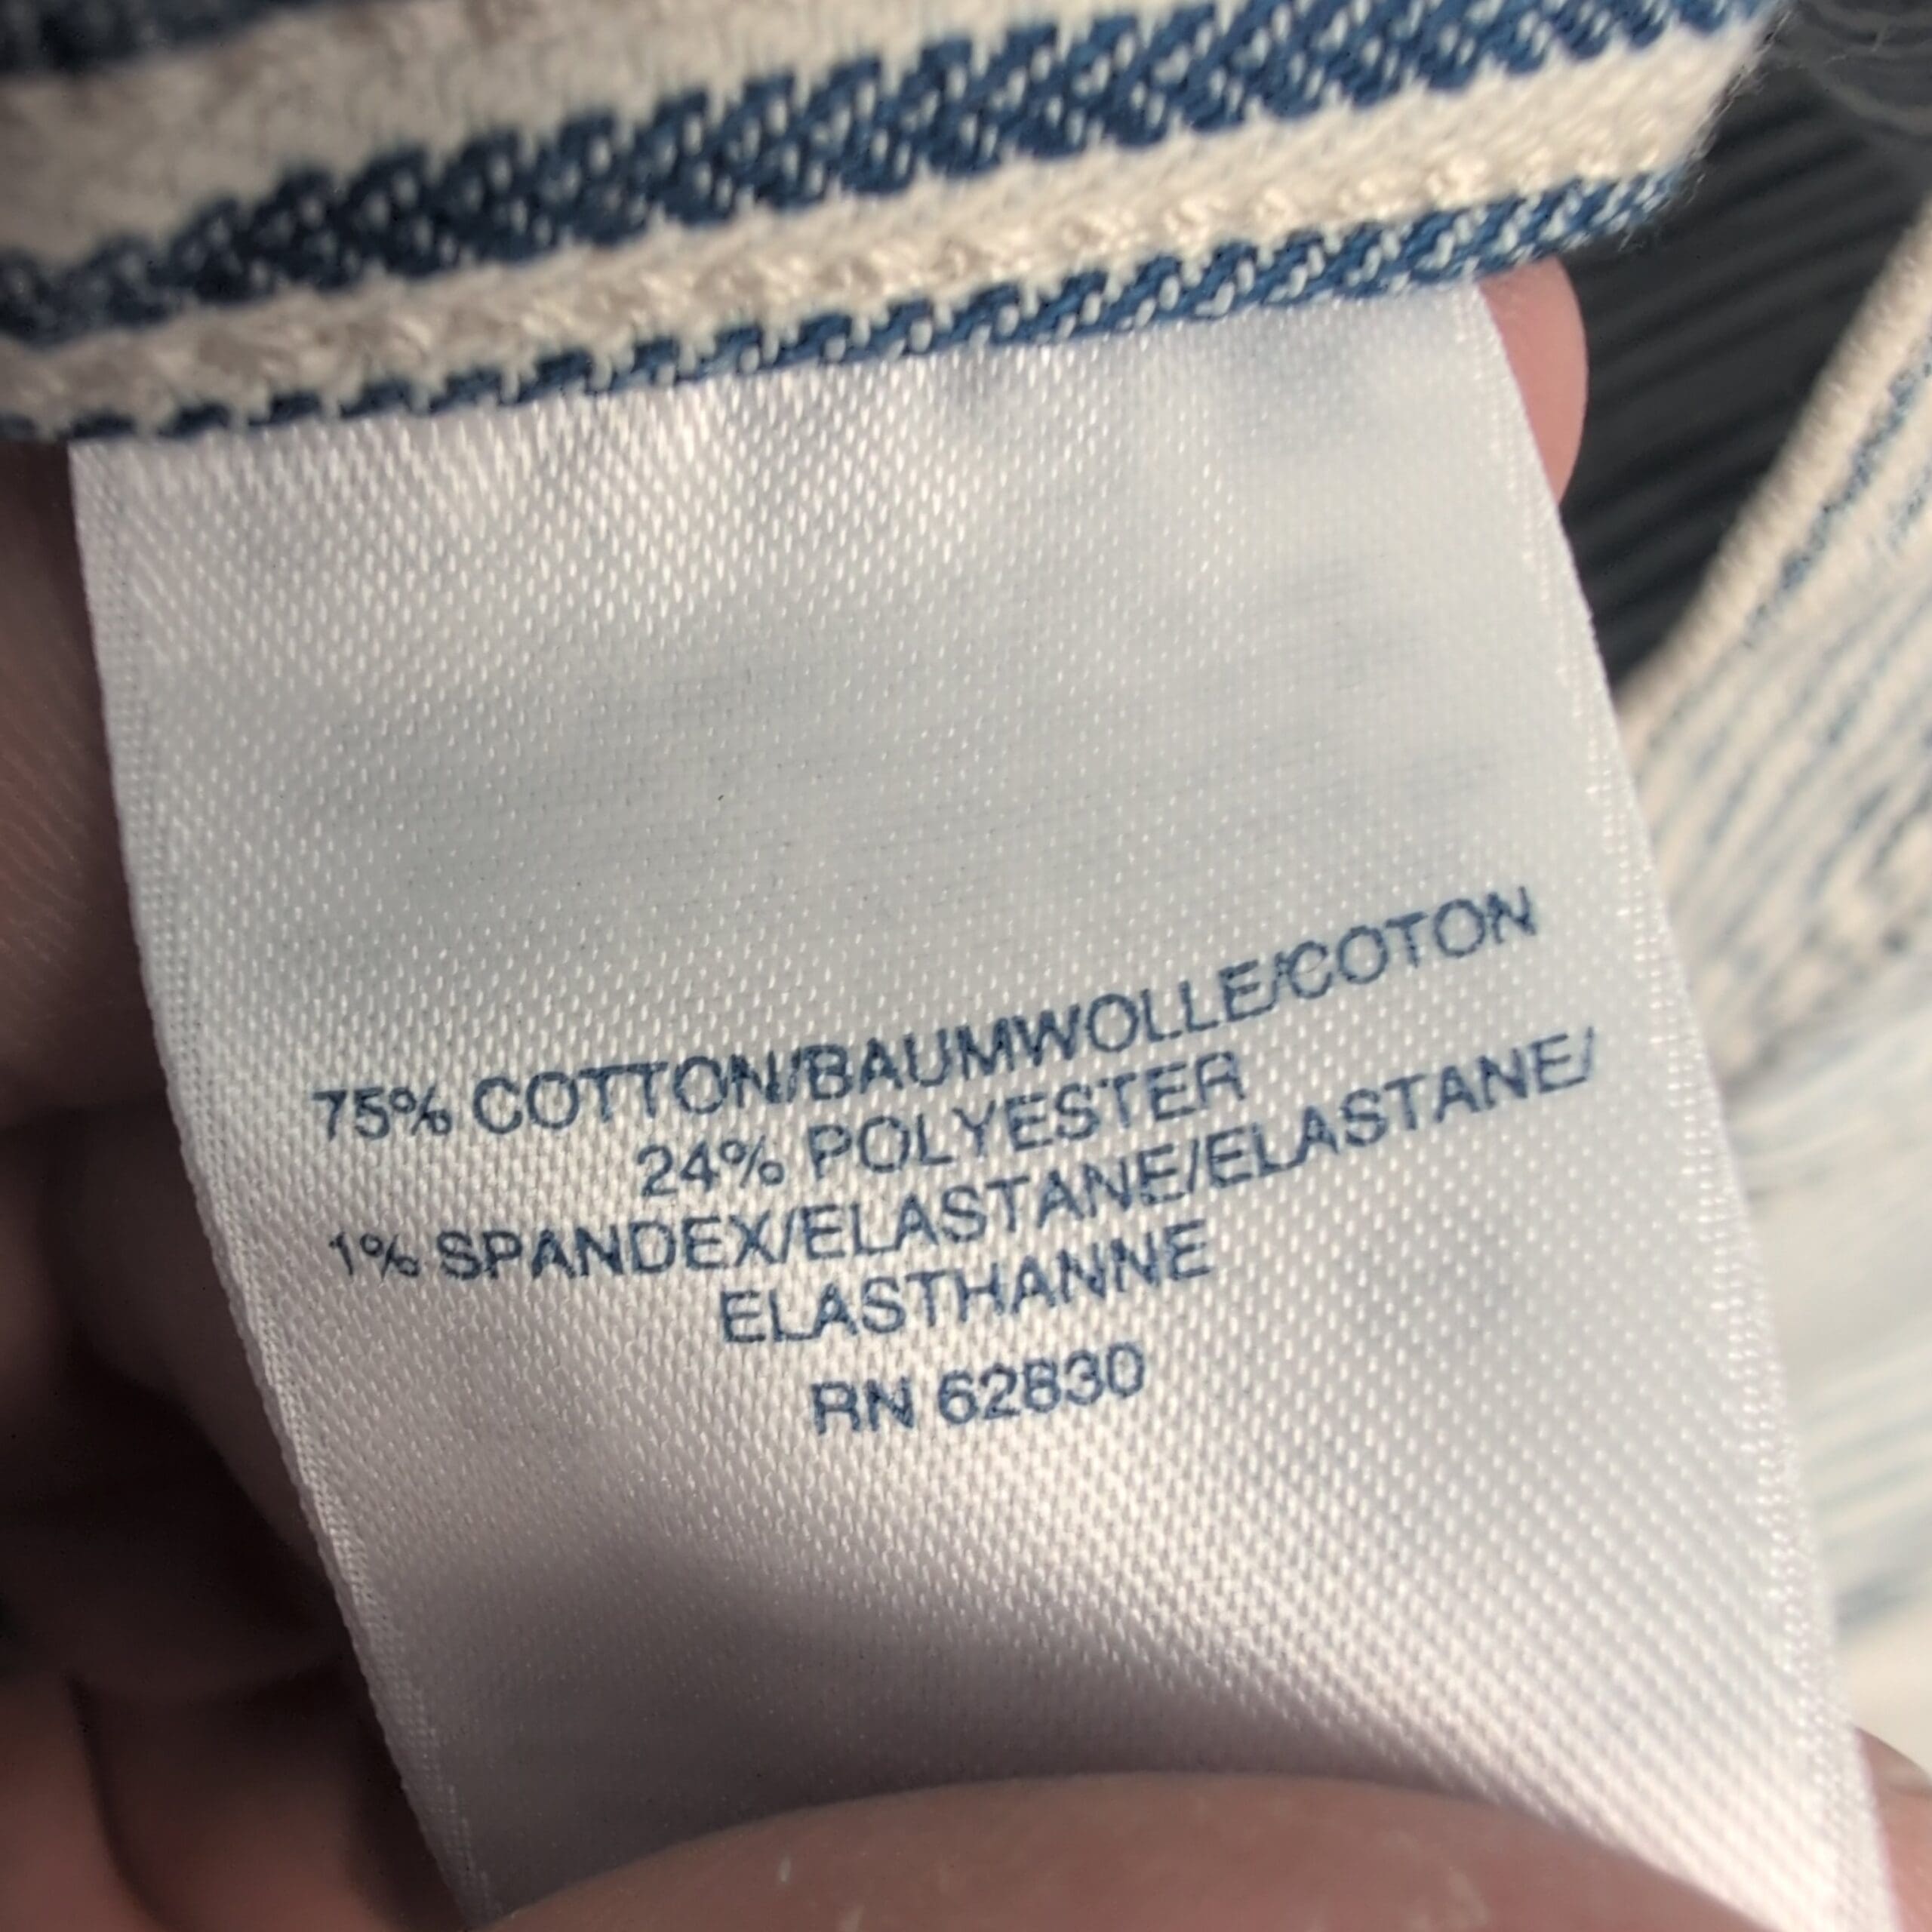 75% COTTON/BAUMWOLLE/COTON
24% POLYESTER
1% SPANDEX/ELASTANE/ELASTANE/
ELASTHANNE
RN 62830